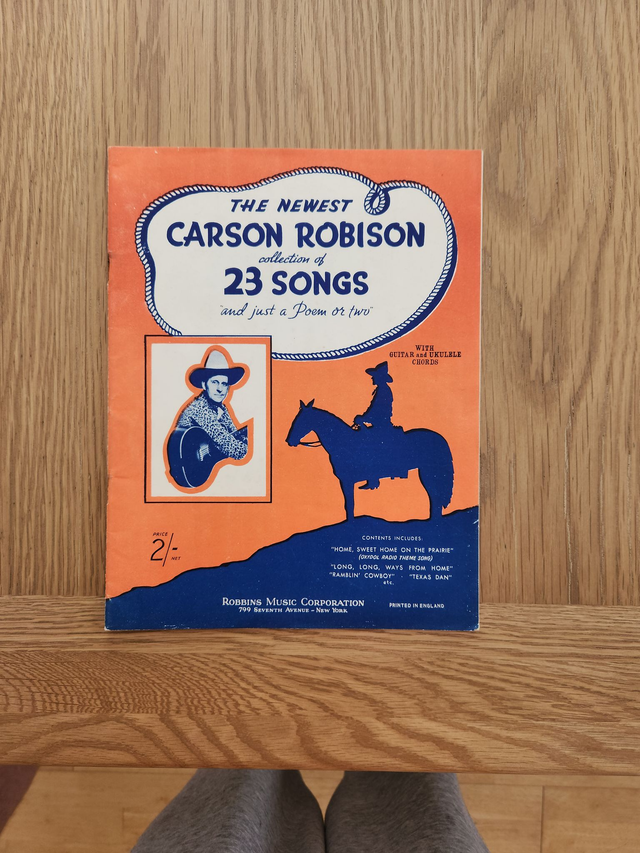 THE NEWEST
CARSON ROBISON
collection of
23 SONGS
"and just a Poem or two"
WITH
GUITAR and UKULELE
CHORDS
PRICE
2/-
NET
CONTENTS INCLUDES:
"HOME, SWEET HOME ON THE PRAIRIE"
(OXYDOL RADIO THEME SONG)
"LONG, LONG, WAYS FROM HOME"
"RAMBLIN' COWBOY" · "TEXAS DAN"
etc.
ROBBINS MUSIC CORPORATION
799 SEVENTH AVENUE - NEW YORK
PRINTED IN ENGLAND